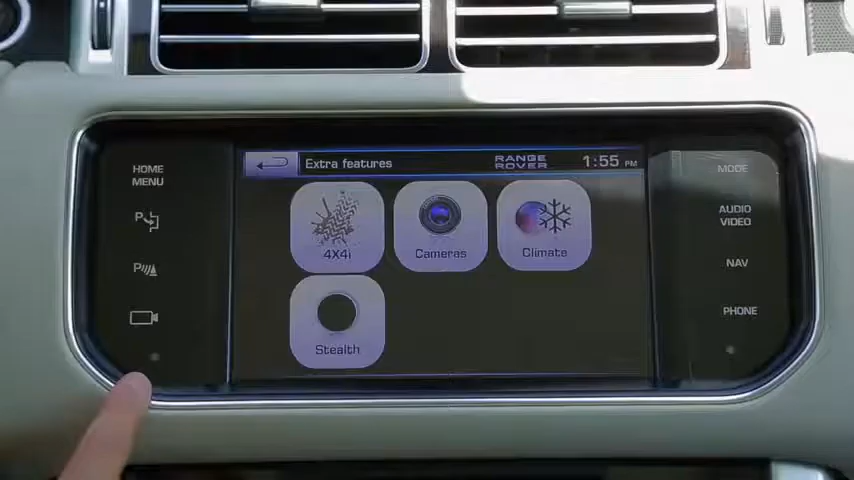 HOME
MENU
P
P
Extra features
RANGE
ROVER
1:55 PM
4X4i
Cameras
Climate
Stealth
MODE
AUDIO
VIDEO
NAV
PHONE